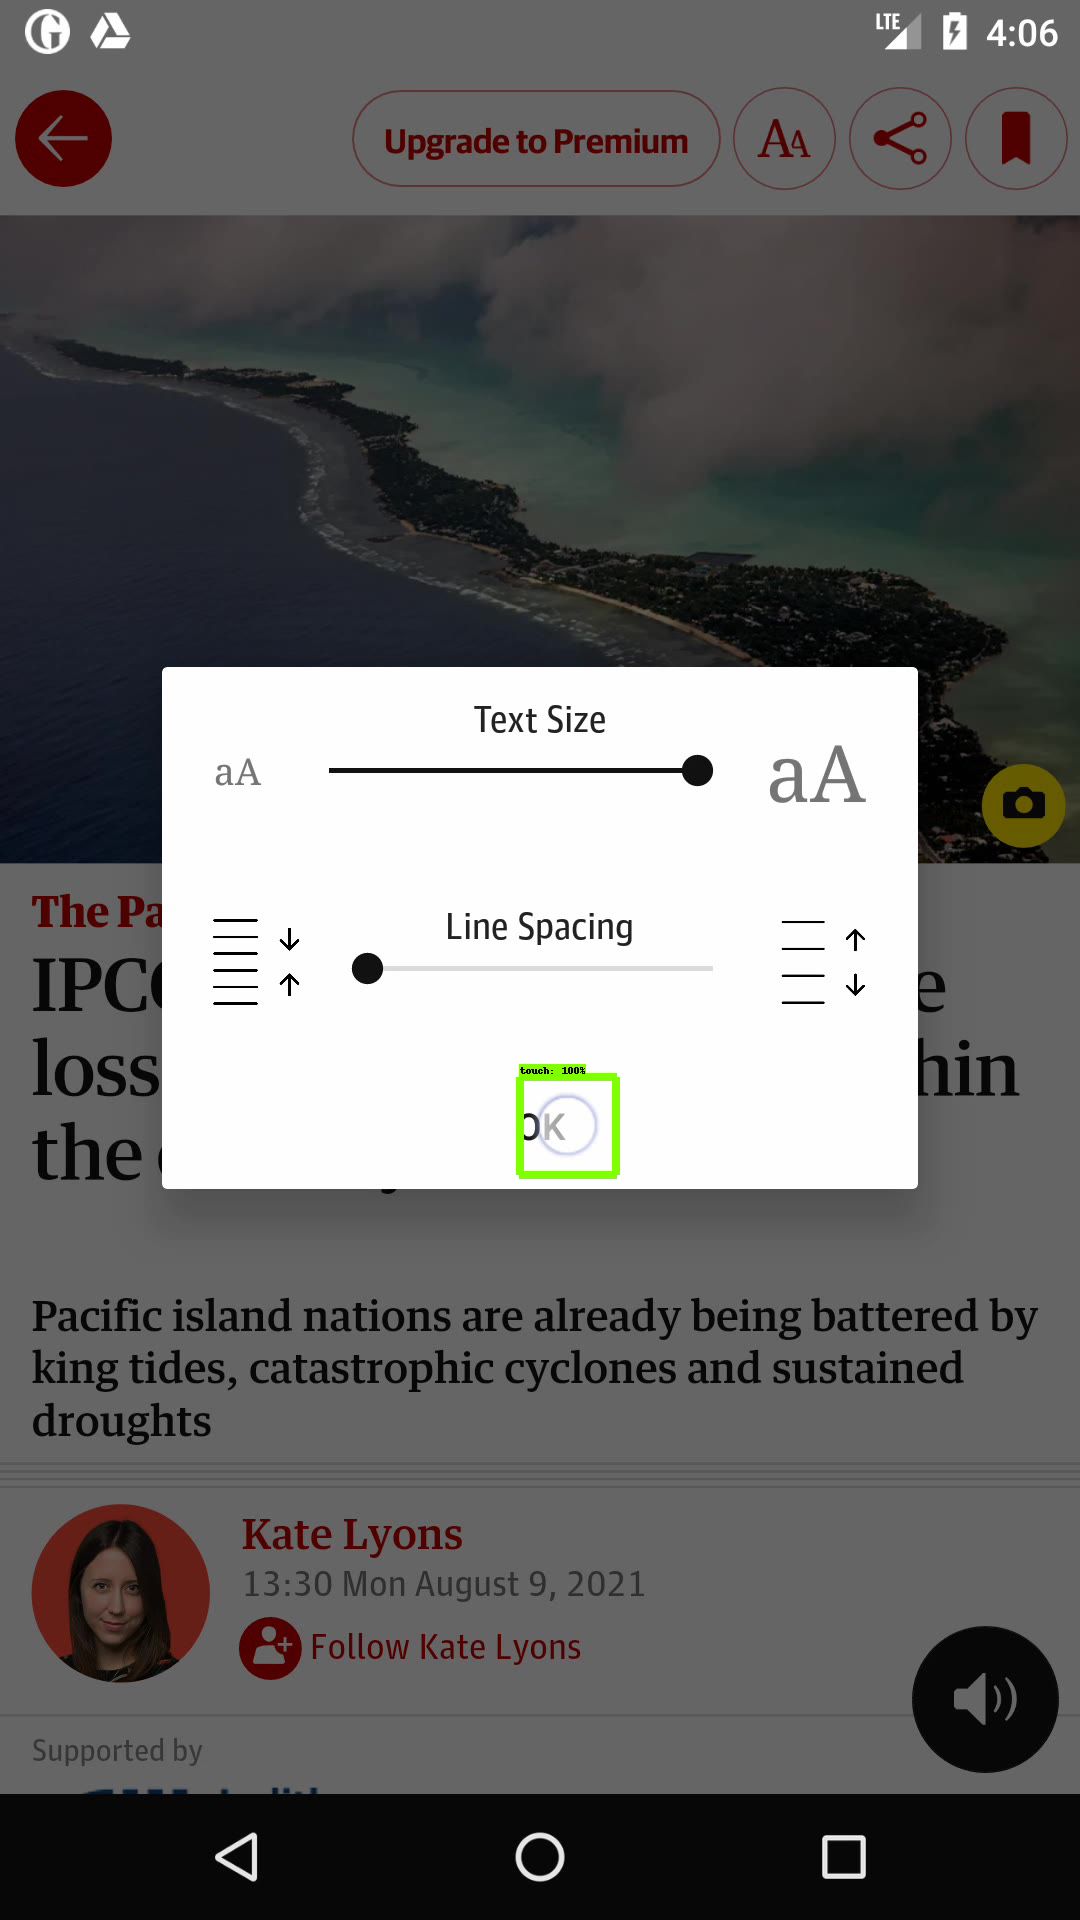 LTE 4:06
Upgrade to Premium AA
Text Size
aA aA
Line Spacing
touch: 100%
OK
The Pa
IPCC e
loss hin
the
Pacific island nations are already being battered by
king tides, catastrophic cyclones and sustained
droughts
Kate Lyons
13:30 Mon August 9, 2021
Follow Kate Lyons
Supported by